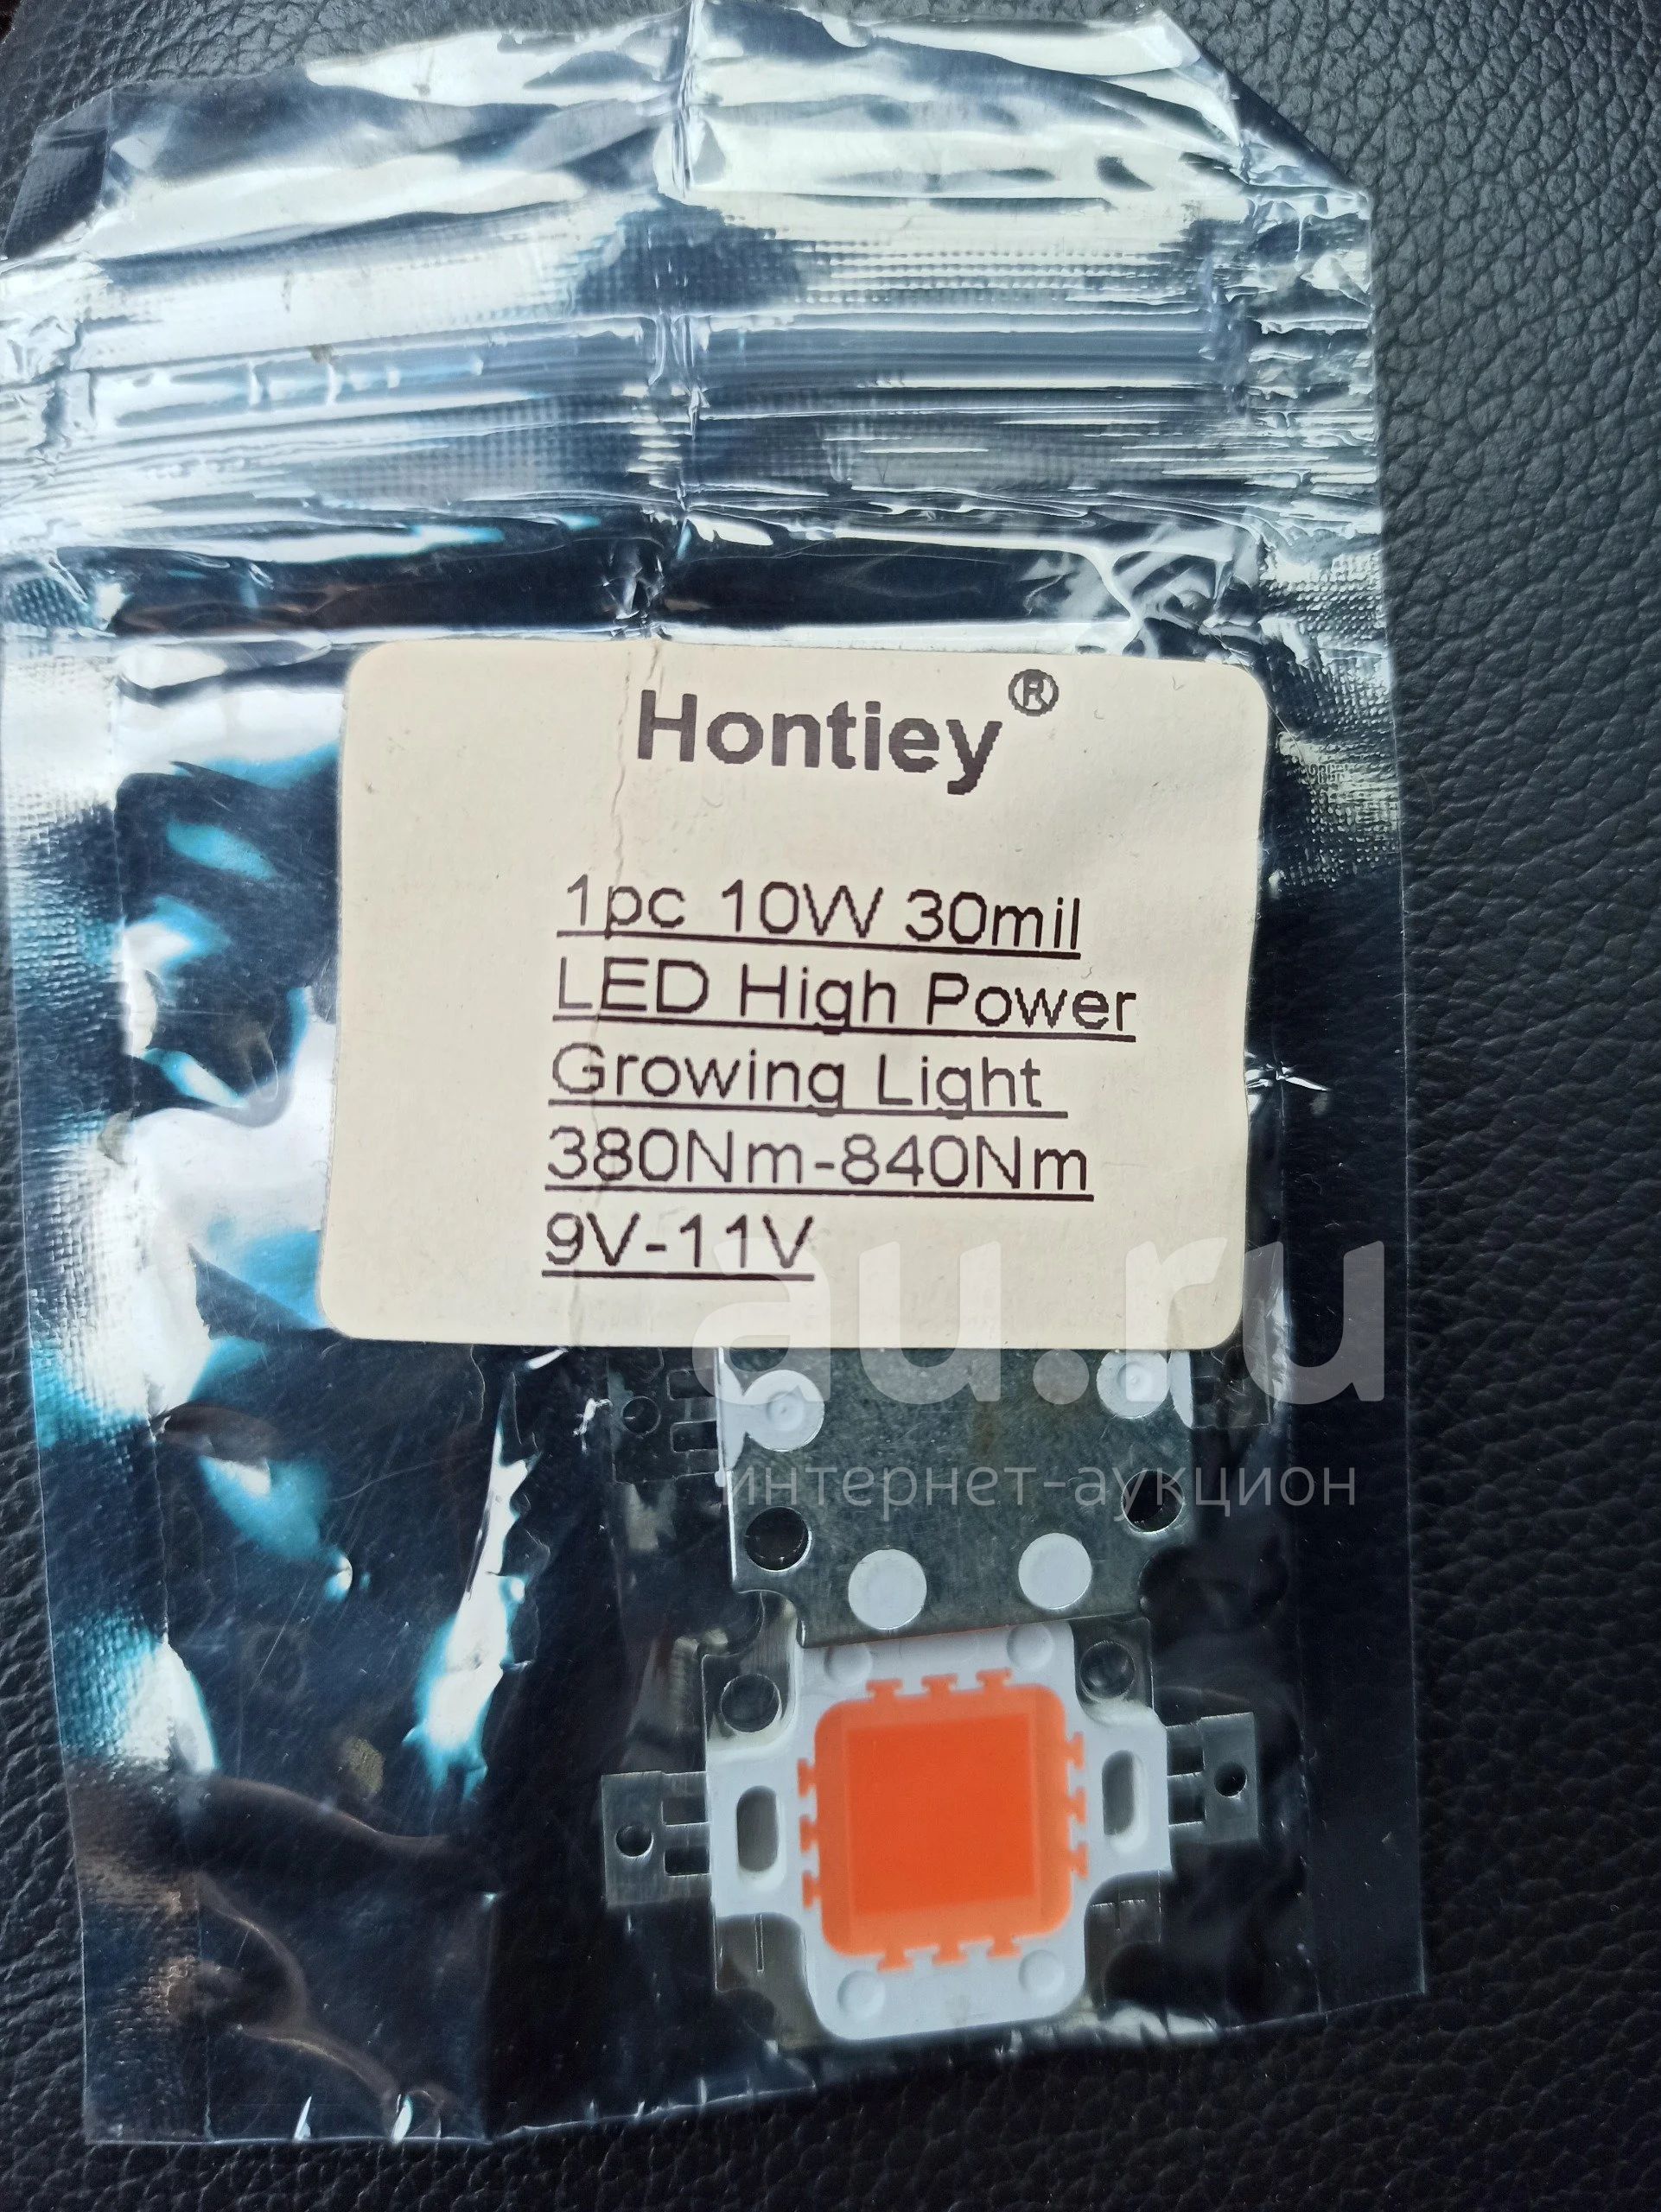 Hontiey®
1pc 10W 30mil
LED High Power
Growing Light
380Nm-840Nm
9V-11V
au.ru
интернет-аукцион